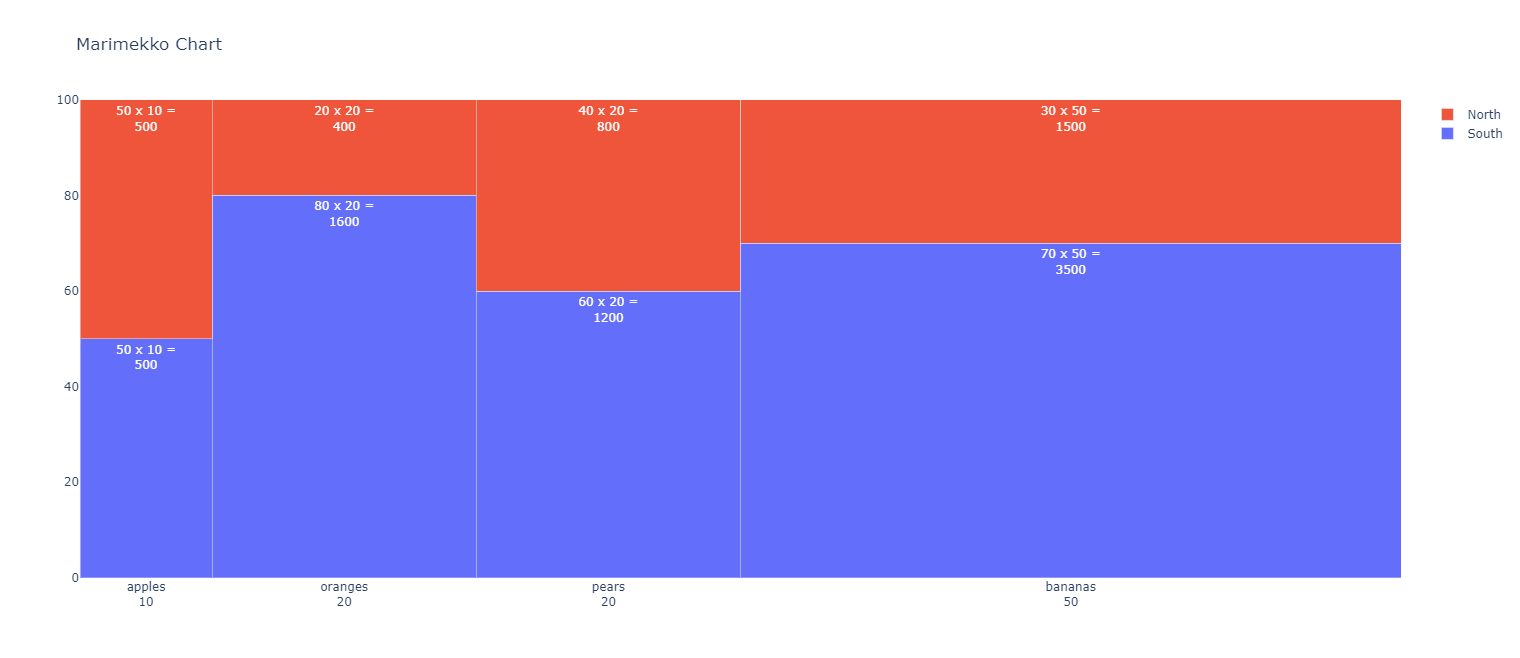 Marimekko Chart
100
80
60
40
20
0
50 x 10 =
500
20 x 20 =
400
40 x 20 =
800
30 x 50 =
1500
50 x 10 =
500
80 x 20 =
1600
60 x 20 =
1200
70 x 50 =
3500
apples
10
oranges
20
pears
20
bananas
50
North
South